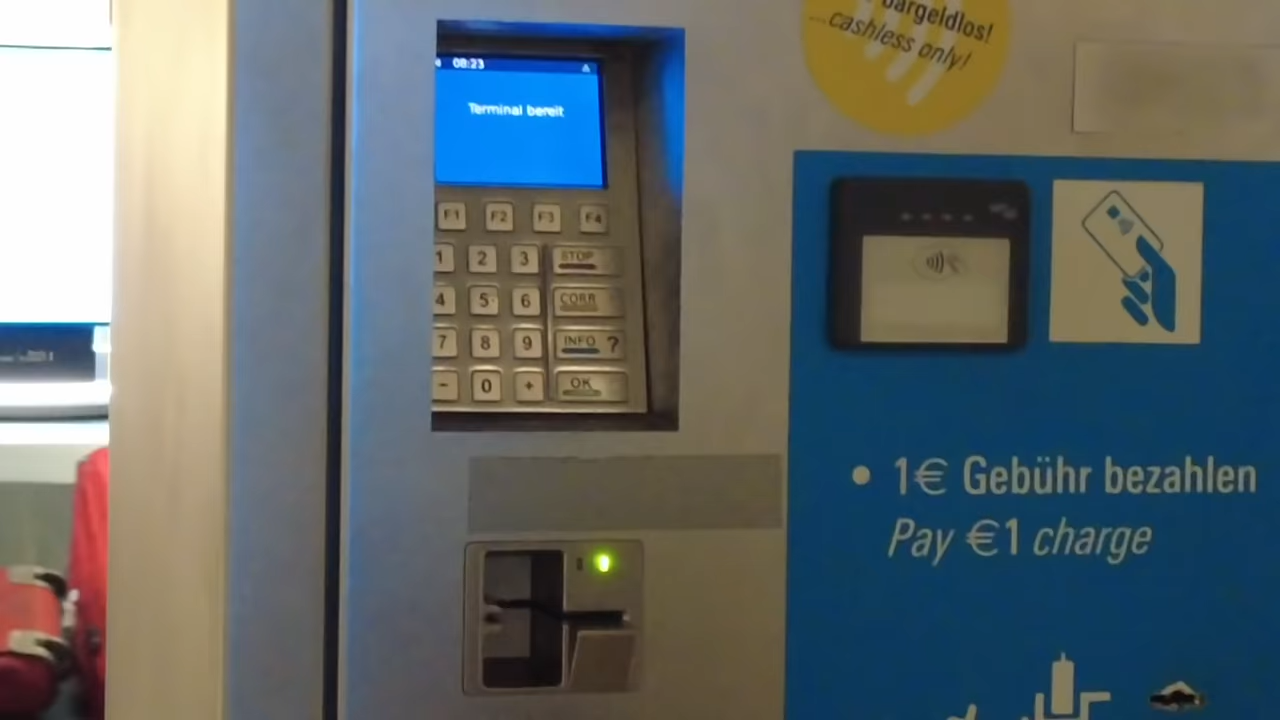 bargeldlos!
...cashless only!
08:23
Terminal bereit
F1 F2 F3 F4
1 2 3 STOP
4 5 6 CORR
7 8 9 INFO ?
- 0 + OK
• 1€ Gebühr bezahlen
Pay €1 charge